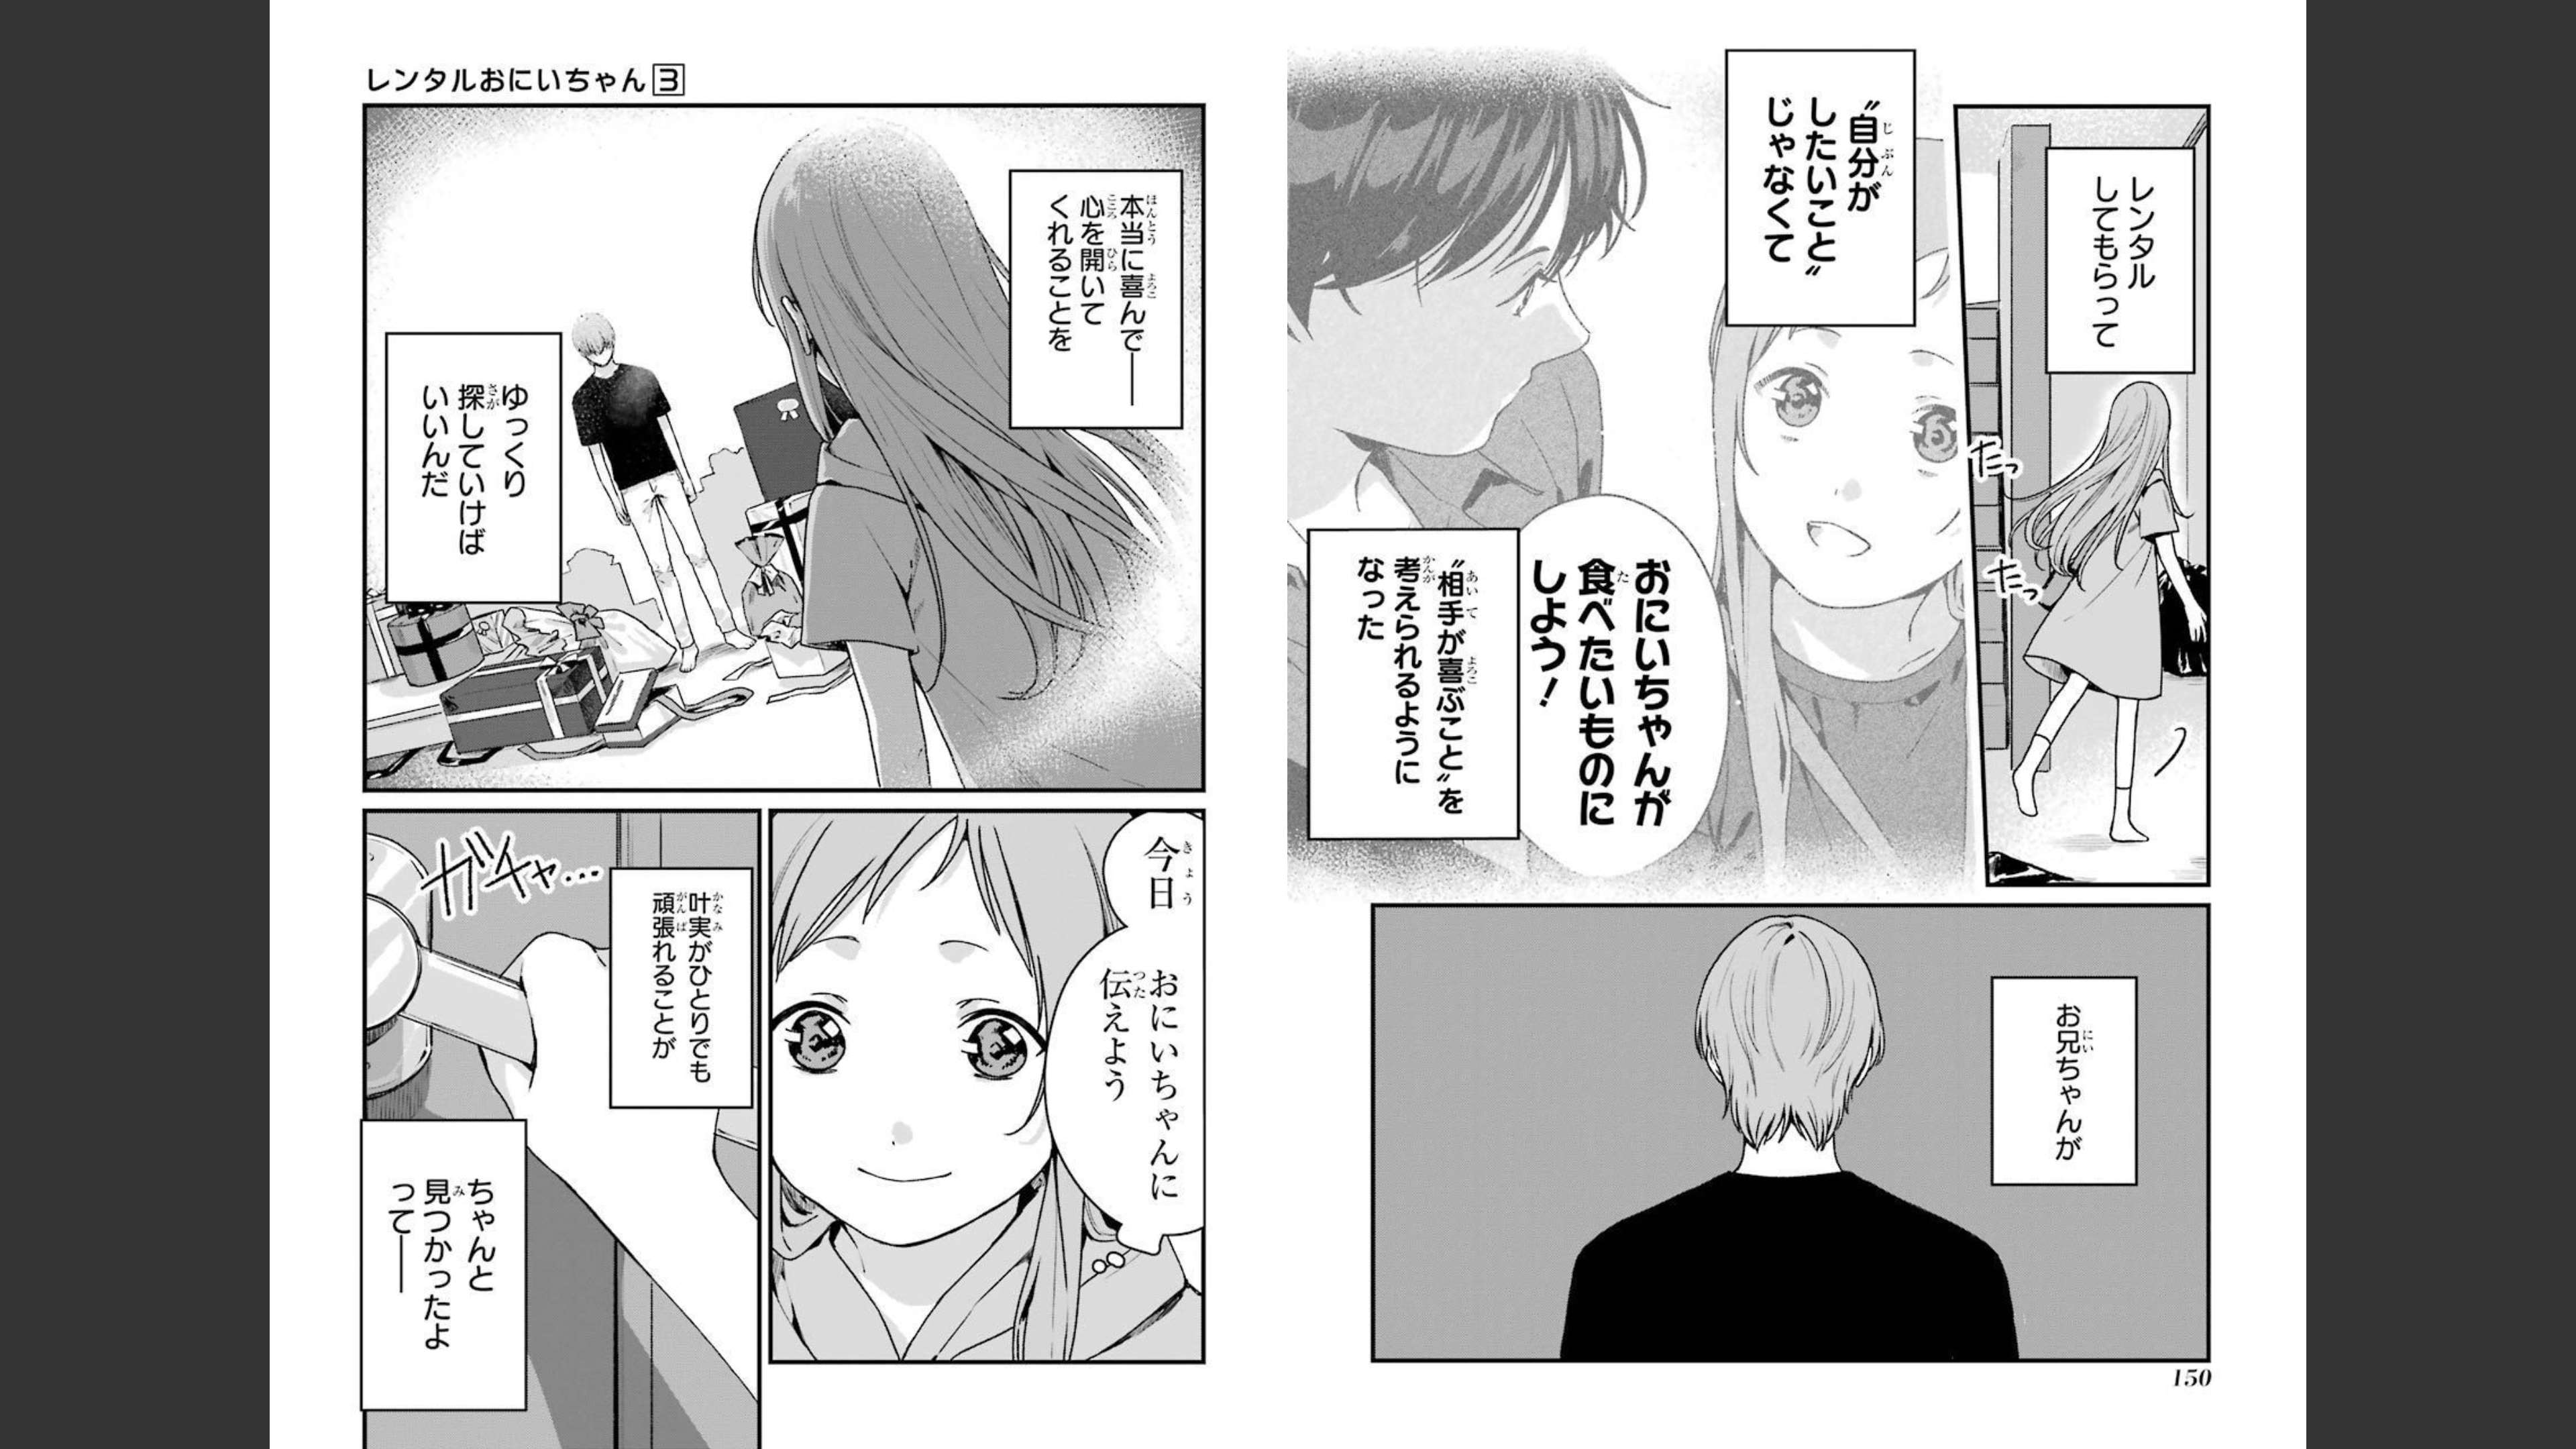 レンタル
してもらって
たっ
たっ
〝自分が
したいこと〟
じゃなくて
おにいちゃんが
食べたいものに
しよう！
〝相手が喜ぶこと〟を
考えられるように
なった
お兄ちゃんが
150
レンタルおにいちゃん3
本当に喜んで――
心を開いて
くれることを
ゆっくり
探していけば
いいんだ
今日
おにいちゃんに
伝えよう
ガチャ…
叶実がひとりでも
頑張れることが
ちゃんと
見つかったよ
って――